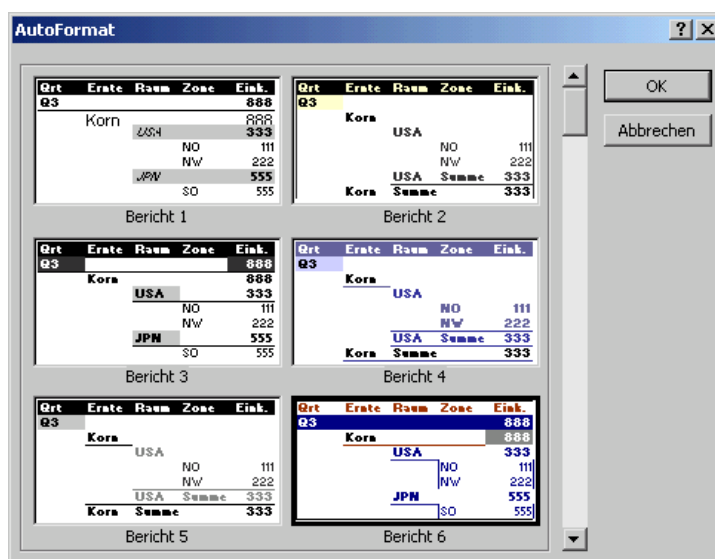 AutoFormat
OK
Abbrechen
Qrt Ernte Raum Zone Eink.
Q3 888
Korn 888
USA 333
NO 111
NW 222
JPN 555
SO 555
Bericht 1
Qrt Ernte Raum Zone Eink.
Q3
Korn
USA
NO 111
NW 222
USA Summe 333
Korn Summe 333
Bericht 2
Qrt Ernte Raum Zone Eink.
Q3 888
Korn 888
USA 333
NO 111
NW 222
JPN 555
SO 555
Bericht 3
Qrt Ernte Raum Zone Eink.
Q3
Korn
USA
NO 111
NW 222
USA Summe 333
Korn Summe 333
Bericht 4
Qrt Ernte Raum Zone Eink.
Q3
Korn
USA
NO 111
NW 222
USA Summe 333
Korn Summe 333
Bericht 5
Qrt Ernte Raum Zone Eink.
Q3 888
Korn 888
USA 333
NO 111
NW 222
JPN 555
SO 555
Bericht 6